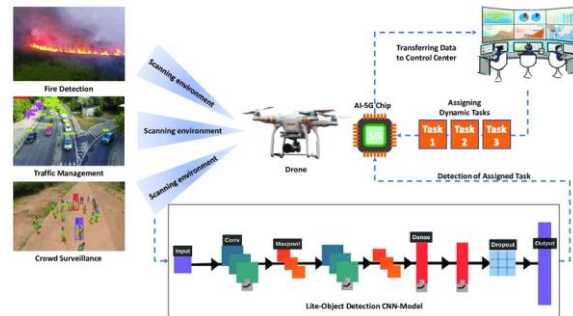 Fire Detection
Traffic Management
Crowd Surveillance
Scanning environment
Scanning environment
Scanning environment
Drone
AI-5G Chip
5G
Transferring Data
to Control Center
Assigning
Dynamic Tasks
Task
1
Task
2
Task
3
Detection of Assigned Task
Input
Conv
Maxpool
Dense
Dropout
Output
Lite-Object Detection CNN-Model